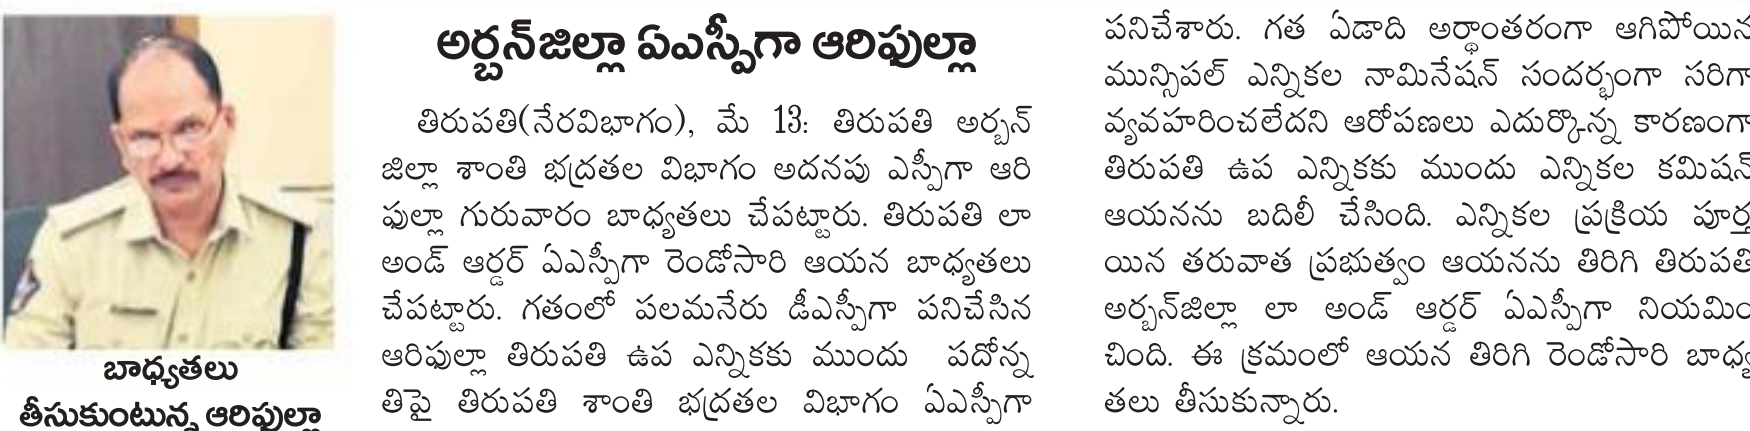 అర్బన్‌జిల్లా ఏఎస్పీగా ఆరిఫుల్లా
తిరుపతి(నేరవిభాగం), మే 13: తిరుపతి అర్బన్
జిల్లా శాంతి భద్రతల విభాగం అదనపు ఎస్పీగా ఆరి
ఫుల్లా గురువారం బాధ్యతలు చేపట్టారు. తిరుపతి లా
అండ్ ఆర్డర్ ఏఎస్పీగా రెండోసారి ఆయన బాధ్యతలు
చేపట్టారు. గతంలో పలమనేరు డీఎస్పీగా పనిచేసిన
ఆరిఫుల్లా తిరుపతి ఉప ఎన్నికకు ముందు పదోన్న
తిపై తిరుపతి శాంతి భద్రతల విభాగం ఏఎస్పీగా
పనిచేశారు. గత ఏడాది అర్థాంతరంగా ఆగిపోయిన
మున్సిపల్ ఎన్నికల నామినేషన్ సందర్భంగా సరిగా
వ్యవహరించలేదని ఆరోపణలు ఎదుర్కొన్న కారణంగా
తిరుపతి ఉప ఎన్నికకు ముందు ఎన్నికల కమిషన్
ఆయనను బదిలీ చేసింది. ఎన్నికల ప్రక్రియ పూర్త
యిన తరువాత ప్రభుత్వం ఆయనను తిరిగి తిరుపతి
అర్బన్‌జిల్లా లా అండ్ ఆర్డర్ ఏఎస్పీగా నియమిం
చింది. ఈ క్రమంలో ఆయన తిరిగి రెండోసారి బాధ్య
తలు తీసుకున్నారు.
బాధ్యతలు
తీసుకుంటున్న ఆరిఫుల్లా